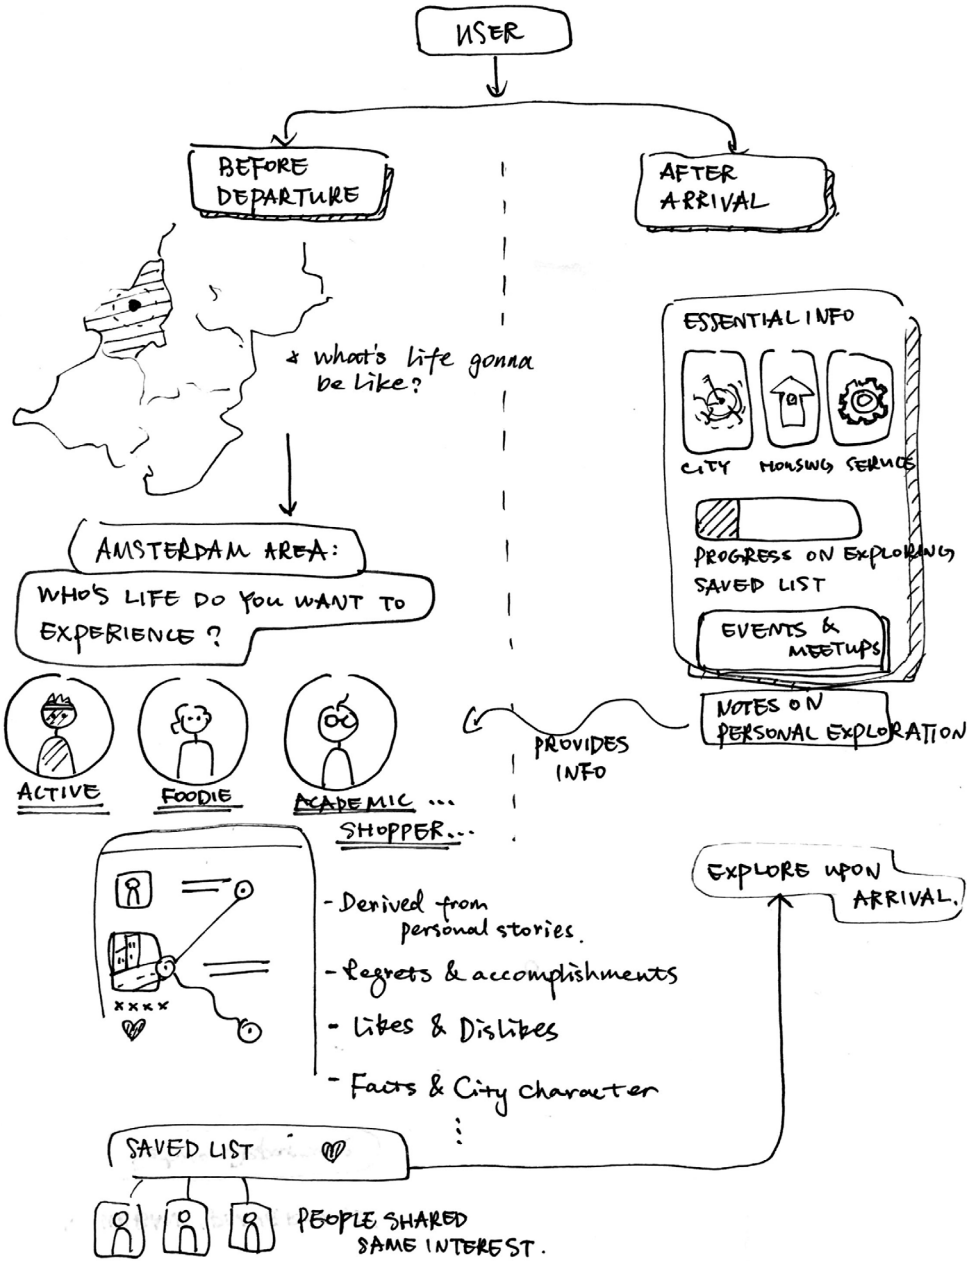 USER
BEFORE
DEPARTURE
* What's life gonna
be like?
AMSTERDAM AREA:
WHO'S LIFE DO YOU WANT TO
EXPERIENCE?
ACTIVE
FOODIE
ACADEMIC ...
SHOPPER...
- Derived from
personal stories.
- Regrets & accomplishments
- Likes & Dislikes
- Facts & City character
⋮
xxxx
SAVED LIST
PEOPLE SHARED
SAME INTEREST.
AFTER
ARRIVAL
ESSENTIAL INFO
CITY HOUSING SERVICE
PROGRESS ON EXPLORING
SAVED LIST
EVENTS &
MEETUPS
NOTES ON
PERSONAL EXPLORATION
PROVIDES
INFO
EXPLORE UPON
ARRIVAL.